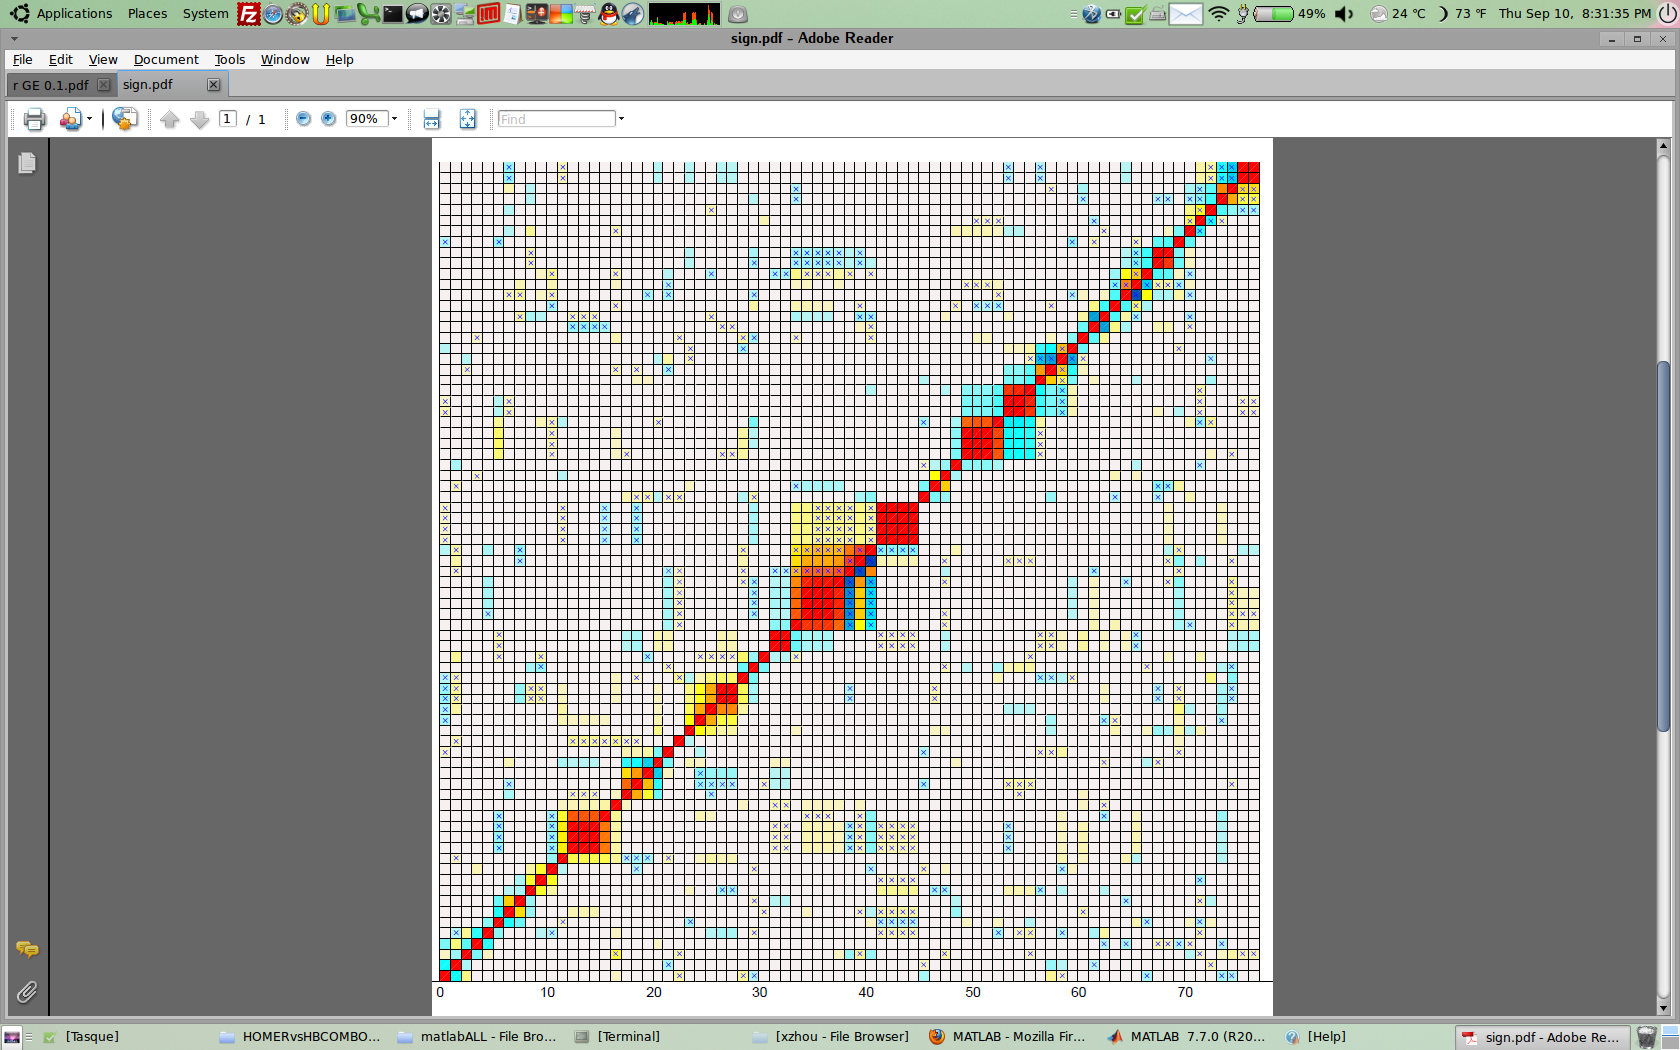 Applications Places System 49% 24 °C 73 °F Thu Sep 10, 8:31:35 PM
sign.pdf - Adobe Reader
File Edit View Document Tools Window Help
r GE 0.1.pdf sign.pdf
1 / 1 90% Find
0 10 20 30 40 50 60 70
[Tasque] HOMERvsHBCOMBO... matlabALL - File Bro... [Terminal] [xzhou - File Browser] MATLAB - Mozilla Fir... MATLAB 7.7.0 (R20... [Help] sign.pdf - Adobe Re...